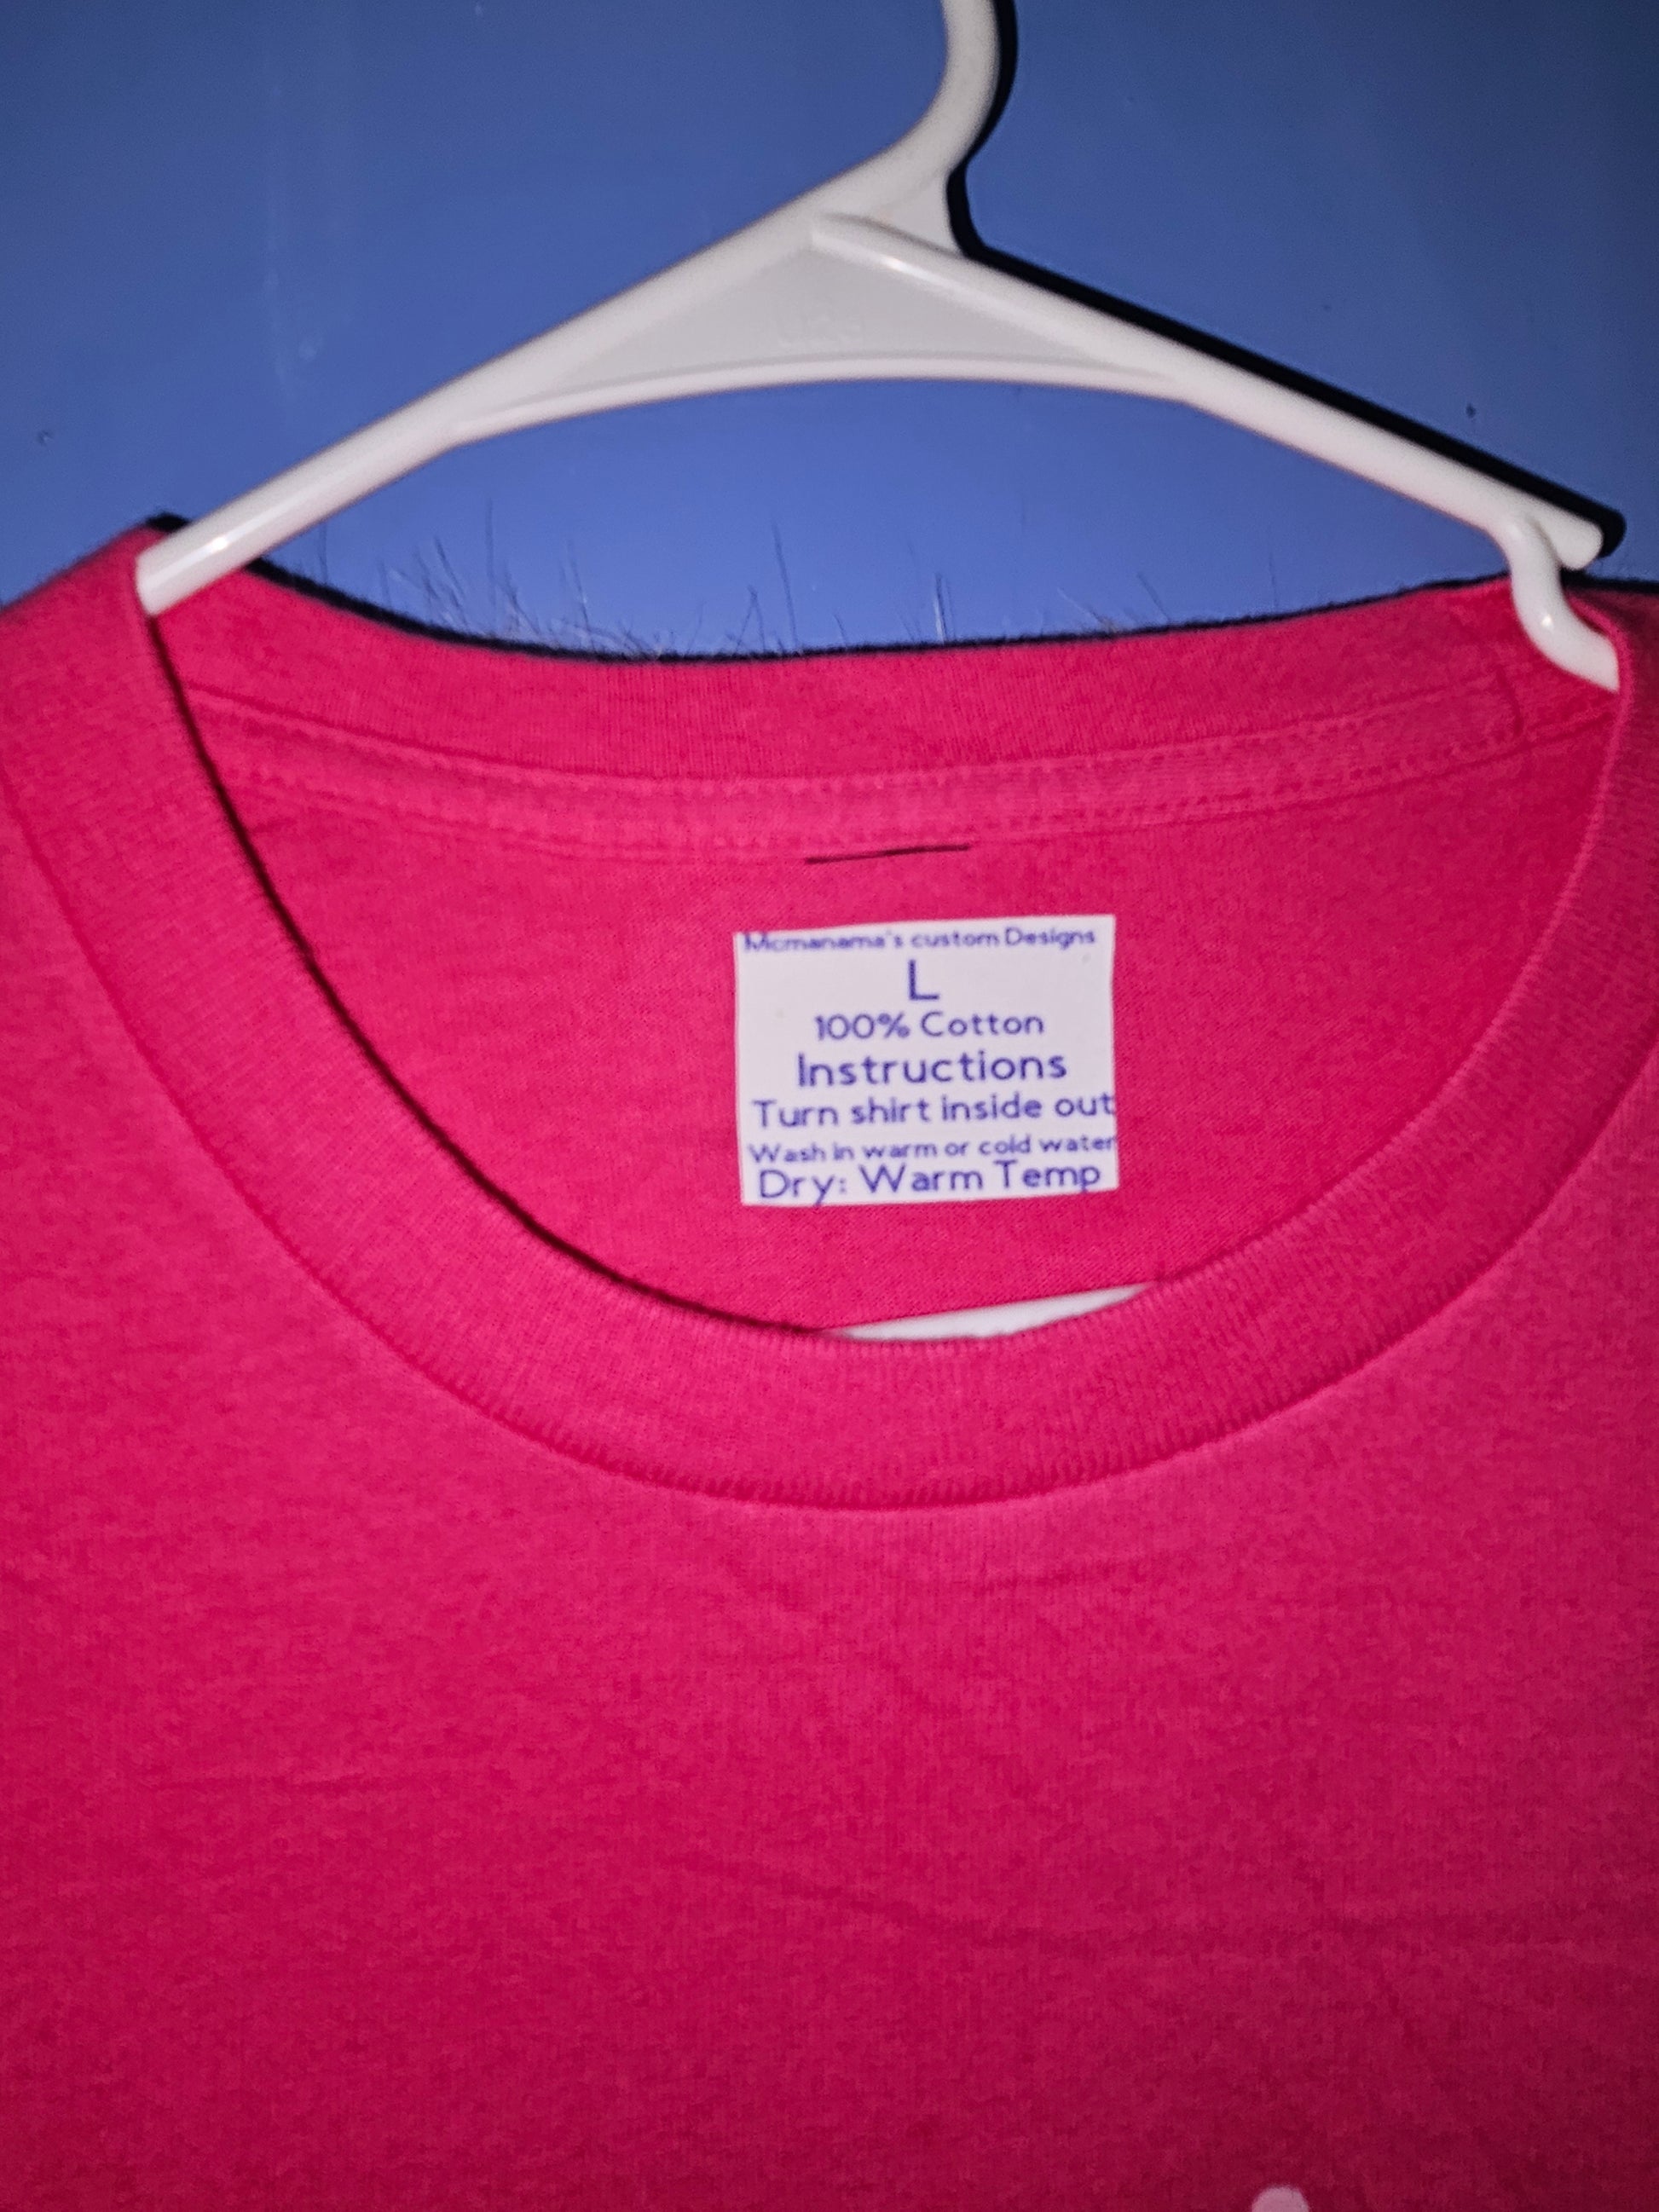 Mcmanama's custom Designs
L
100% Cotton
Instructions
Turn shirt inside out
Wash in warm or cold water
Dry: Warm Temp